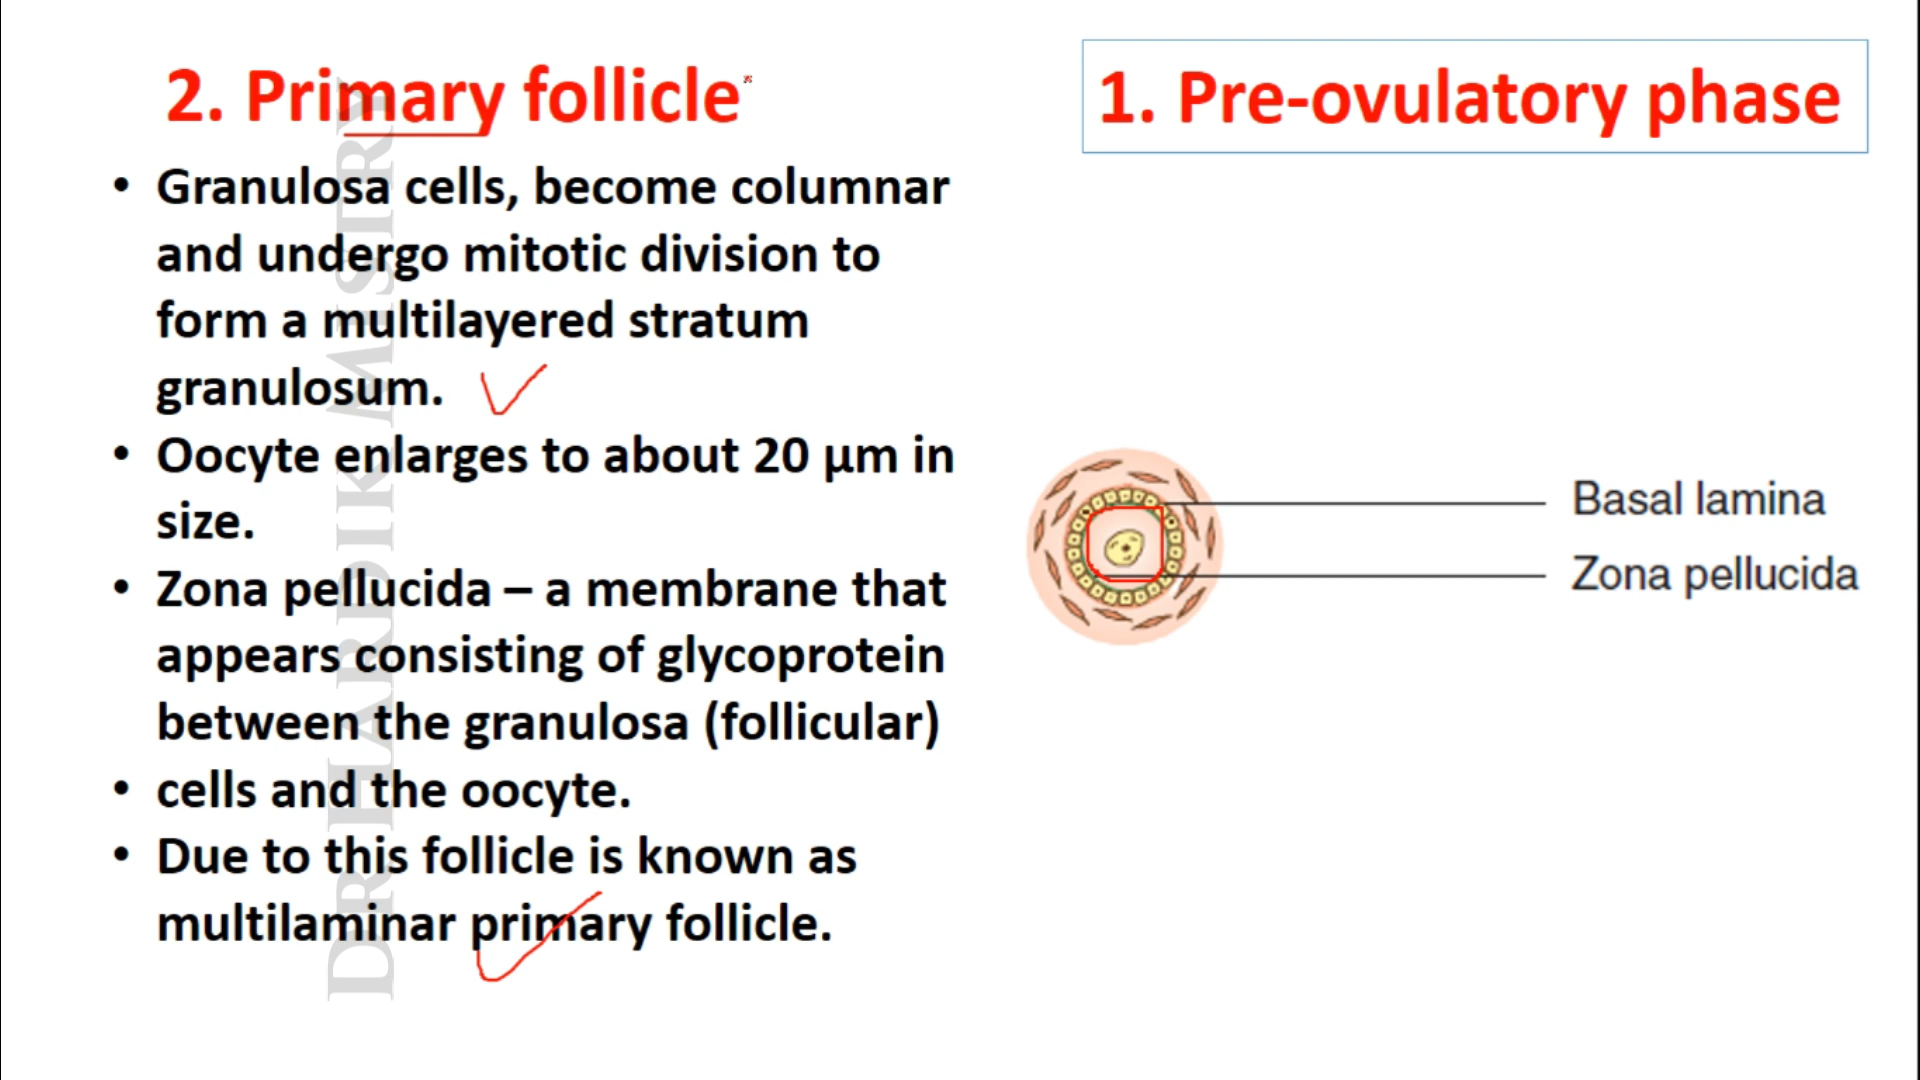 2. Primary follicle
1. Pre-ovulatory phase
• Granulosa cells, become columnar
and undergo mitotic division to
form a multilayered stratum
granulosum.
• Oocyte enlarges to about 20 µm in
size.
• Zona pellucida – a membrane that
appears consisting of glycoprotein
between the granulosa (follicular)
• cells and the oocyte.
• Due to this follicle is known as
multilaminar primary follicle.
Basal lamina
Zona pellucida
DR HARDIK MISTRY